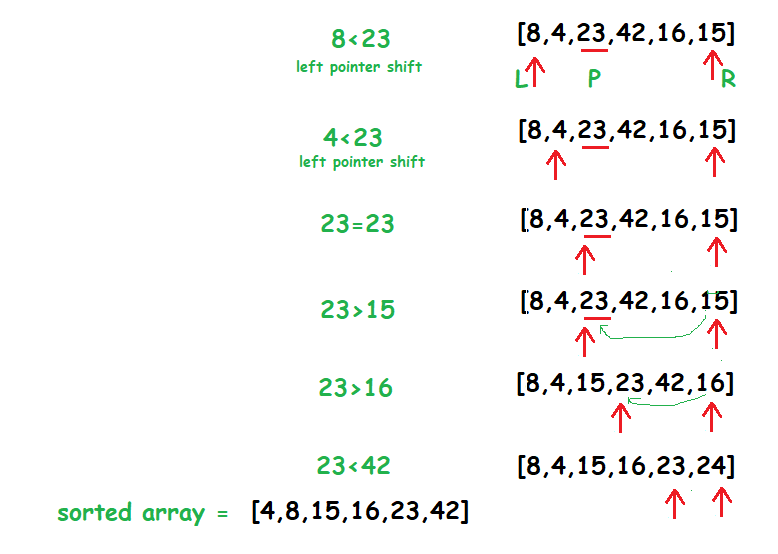 8<23 [8,4,23,42,16,15]
left pointer shift
L P R
4<23 [8,4,23,42,16,15]
left pointer shift
23=23 [8,4,23,42,16,15]
23>15 [8,4,23,42,16,15]
23>16 [8,4,15,23,42,16]
23<42 [8,4,15,16,23,24]
sorted array = [4,8,15,16,23,42]